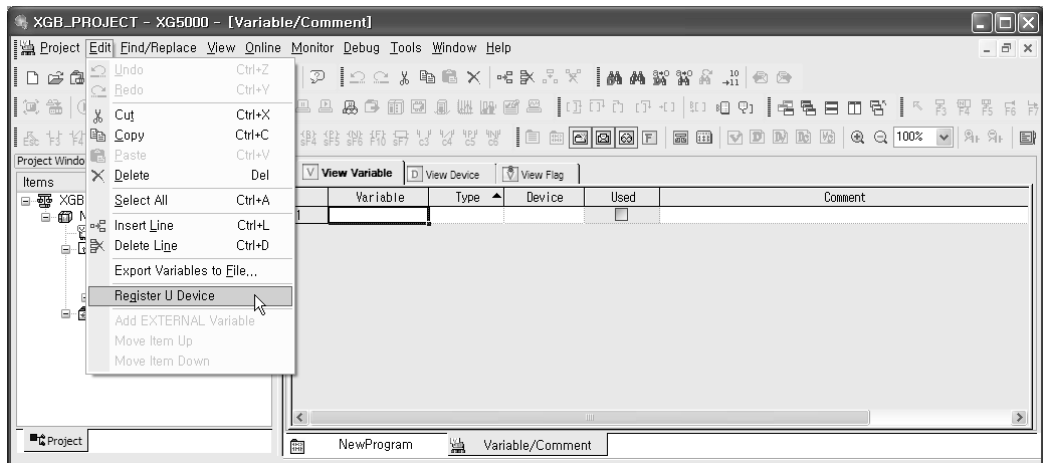 XGB_PROJECT - XG5000 - [Variable/Comment]
Project Edit Find/Replace View Online Monitor Debug Tools Window Help
Undo Ctrl+Z
Redo Ctrl+Y
Cut Ctrl+X
Copy Ctrl+C
Paste Ctrl+V
Delete Del
Select All Ctrl+A
Insert Line Ctrl+L
Delete Line Ctrl+D
Export Variables to File...
Register U Device
Add EXTERNAL Variable
Move Item Up
Move Item Down
100%
Project Windo
Items
XGB
V View Variable D View Device View Flag
Variable Type Device Used Comment
1
Project
NewProgram Variable/Comment